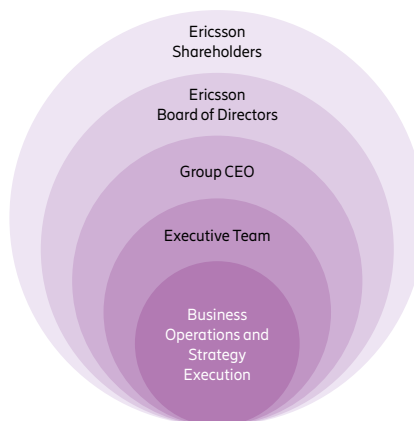 Ericsson
Shareholders
Ericsson
Board of Directors
Group CEO
Executive Team
Business
Operations and
Strategy
Execution